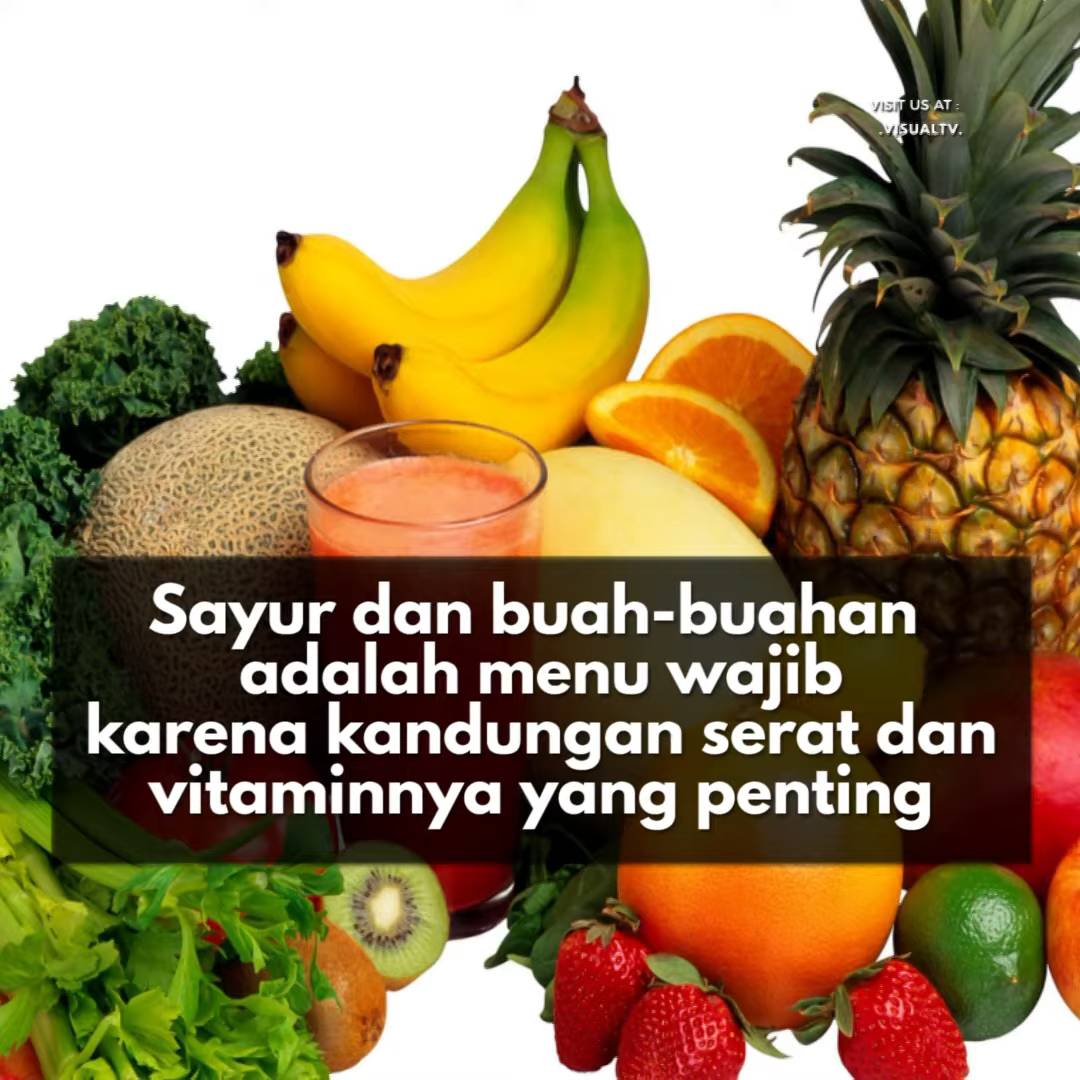 VISIT US AT :
.VISUALTV.
Sayur dan buah-buahan
adalah menu wajib
karena kandungan serat dan
vitaminnya yang penting